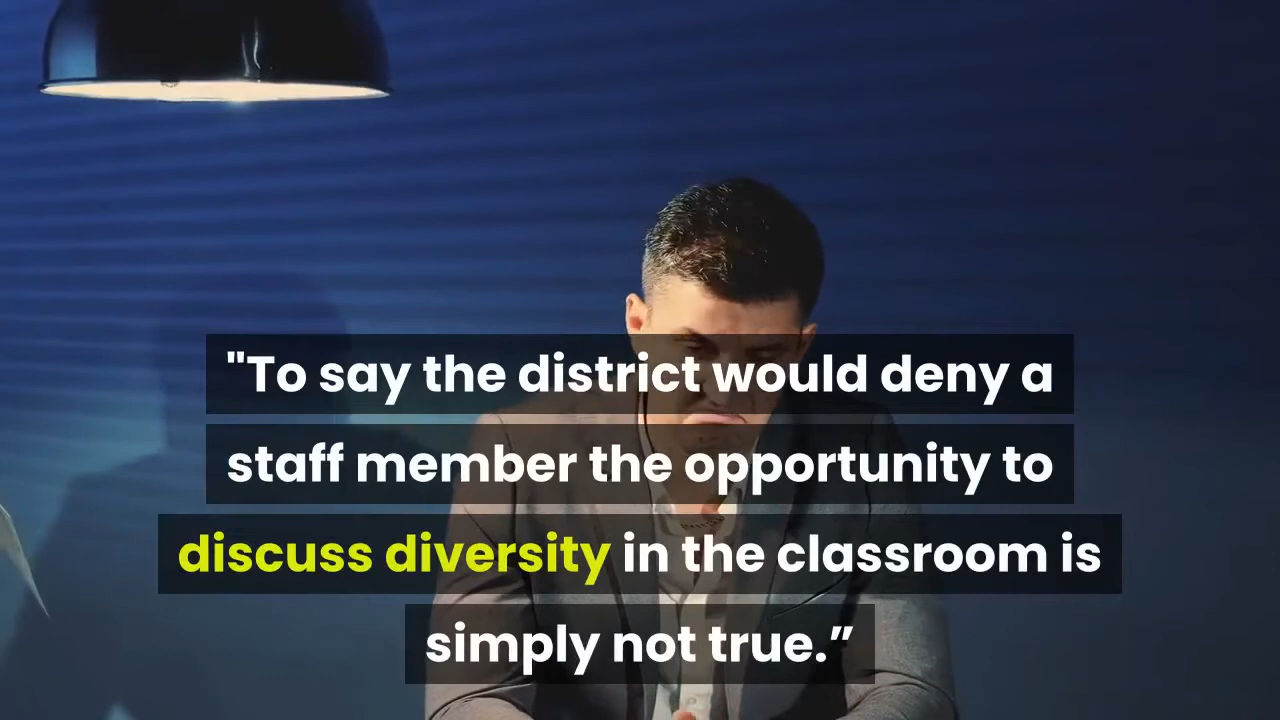 "To say the district would deny a
staff member the opportunity to
discuss diversity in the classroom is
simply not true.”